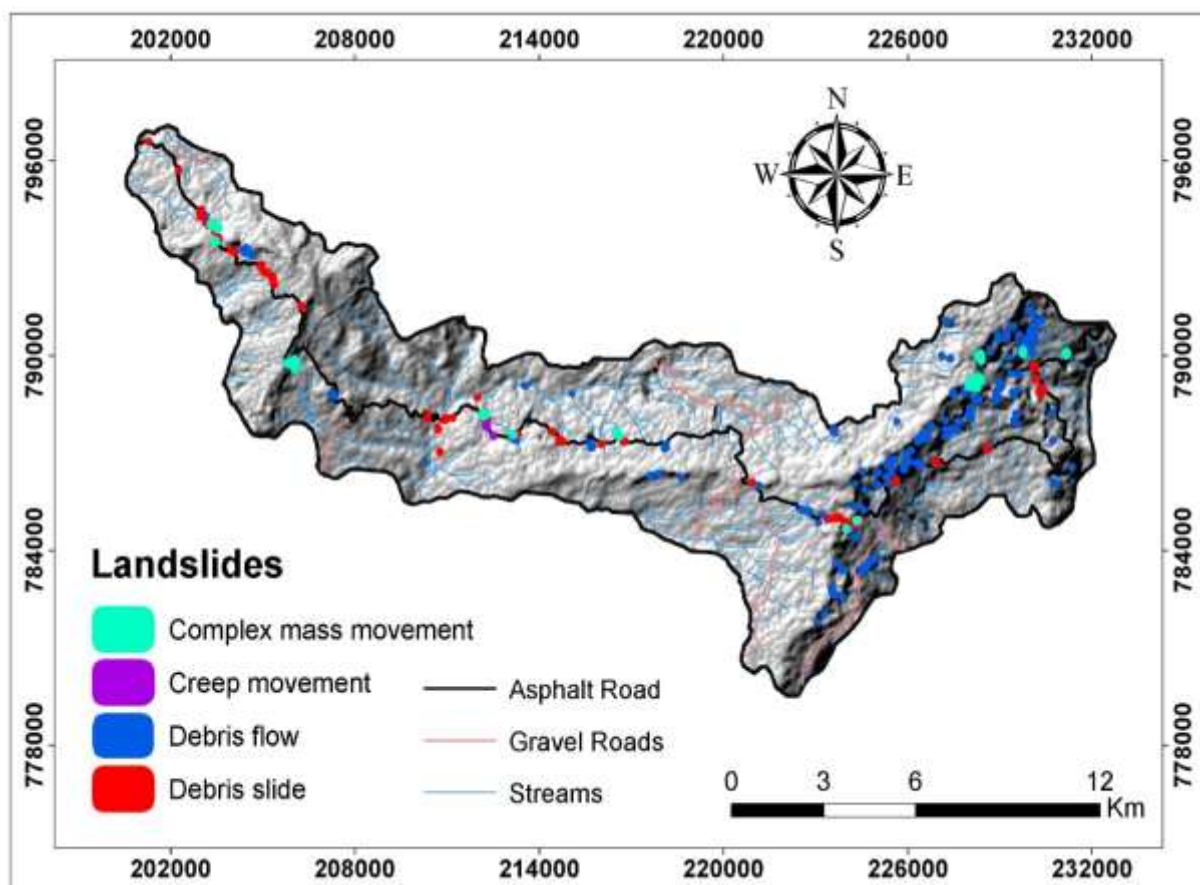 202000 208000 214000 220000 226000 232000
N
W E
S
796000 796000
790000 790000
784000 784000
778000 778000
Landslides
Complex mass movement
Creep movement
Debris flow
Debris slide
Asphalt Road
Gravel Roads
Streams
0 3 6 12
Km
202000 208000 214000 220000 226000 232000